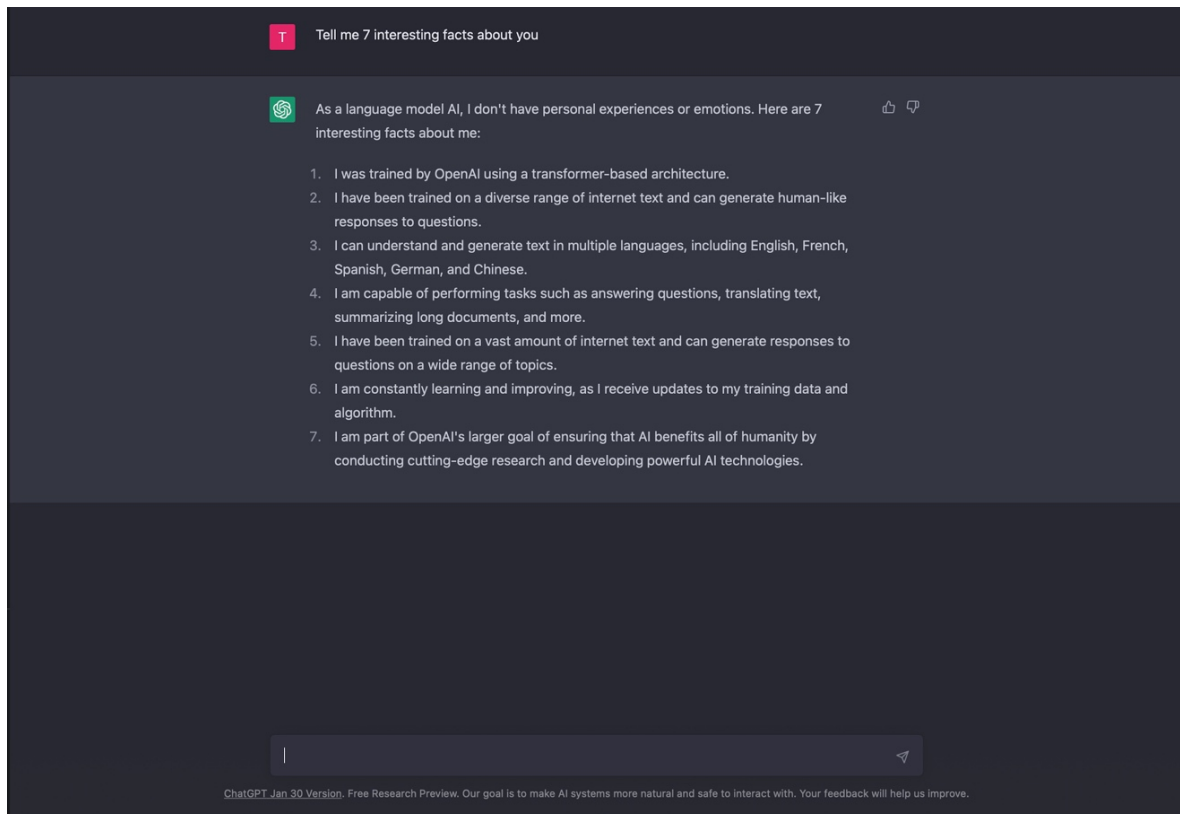 T
Tell me 7 interesting facts about you
As a language model AI, I don't have personal experiences or emotions. Here are 7
interesting facts about me:
1. I was trained by OpenAI using a transformer-based architecture.
2. I have been trained on a diverse range of internet text and can generate human-like
responses to questions.
3. I can understand and generate text in multiple languages, including English, French,
Spanish, German, and Chinese.
4. I am capable of performing tasks such as answering questions, translating text,
summarizing long documents, and more.
5. I have been trained on a vast amount of internet text and can generate responses to
questions on a wide range of topics.
6. I am constantly learning and improving, as I receive updates to my training data and
algorithm.
7. I am part of OpenAI's larger goal of ensuring that AI benefits all of humanity by
conducting cutting-edge research and developing powerful AI technologies.
ChatGPT Jan 30 Version. Free Research Preview. Our goal is to make AI systems more natural and safe to interact with. Your feedback will help us improve.